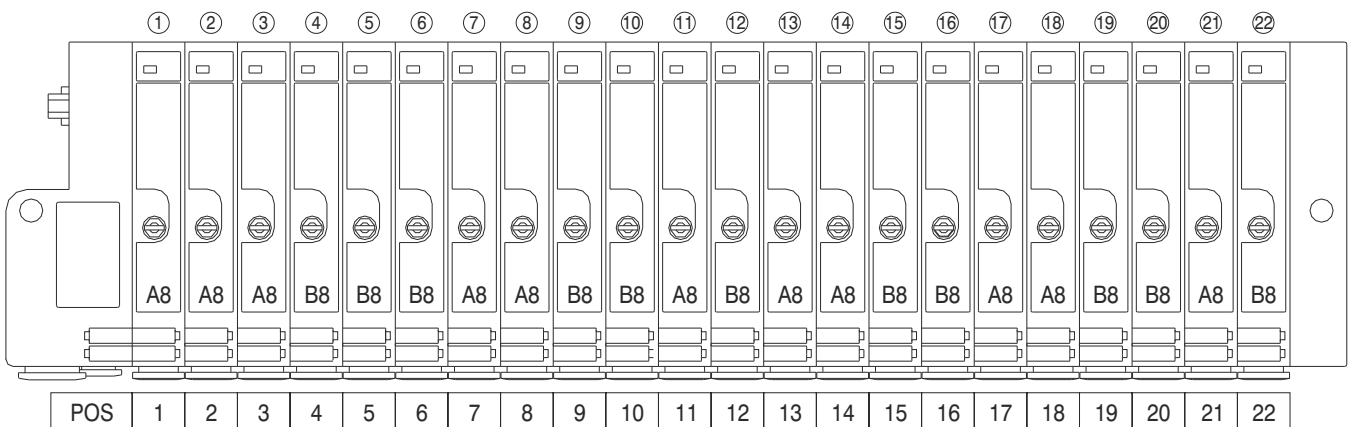 ① ② ③ ④ ⑤ ⑥ ⑦ ⑧ ⑨ ⑩ ⑪ ⑫ ⑬ ⑭ ⑮ ⑯ ⑰ ⑱ ⑲ ⑳ ㉑ ㉒
A8 A8 A8 B8 B8 B8 A8 A8 B8 B8 A8 B8 A8 A8 B8 B8 A8 A8 B8 B8 A8 B8
POS 1 2 3 4 5 6 7 8 9 10 11 12 13 14 15 16 17 18 19 20 21 22